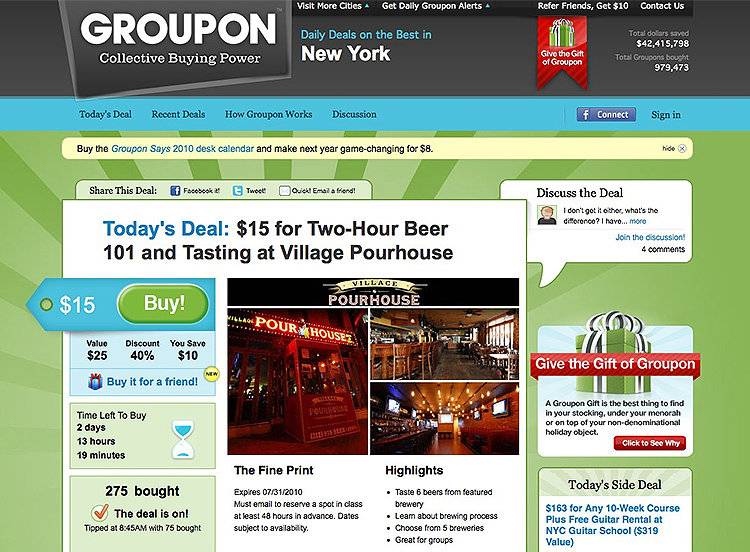 GROUPON
Collective Buying Power
Visit More Cities
Get Daily Groupon Alerts
Refer Friends, Get $10
Contact Us
Daily Deals on the Best in
New York
Give the Gift
of Groupon
Total dollars saved
$42,415,798
Total Groupons bought
979,473
Today's Deal
Recent Deals
How Groupon Works
Discussion
f Connect
Sign in
Buy the Groupon Says 2010 desk calendar and make next year game-changing for $8.
hide
Share This Deal:
Facebook it!
Tweet!
Quick! Email a friend!
Today's Deal: $15 for Two-Hour Beer
101 and Tasting at Village Pourhouse
$15
Buy!
Value
Discount
You Save
$25
40%
$10
NEW
Buy it for a friend!
Time Left To Buy
2 days
13 hours
19 minutes
275 bought
The deal is on!
Tipped at 8:45AM with 75 bought
VILLAGE
POURHOUSE
POUR HOUSE
The Fine Print
Expires 07/31/2010
Must email to reserve a spot in class
at least 48 hours in advance. Dates
subject to availability.
Highlights
Taste 6 beers from featured
brewery
Learn about brewing process
Choose from 5 breweries
Great for groups
Discuss the Deal
I don't get it either, what's the
difference? I have... more
Join the discussion!
4 comments
Give the Gift of Groupon
A Groupon Gift is the best thing to find
in your stocking, under your menorah
or on top of your non-denominational
holiday object.
Click to See Why
Today's Side Deal
$163 for Any 10-Week Course
Plus Free Guitar Rental at
NYC Guitar School ($319
Value)